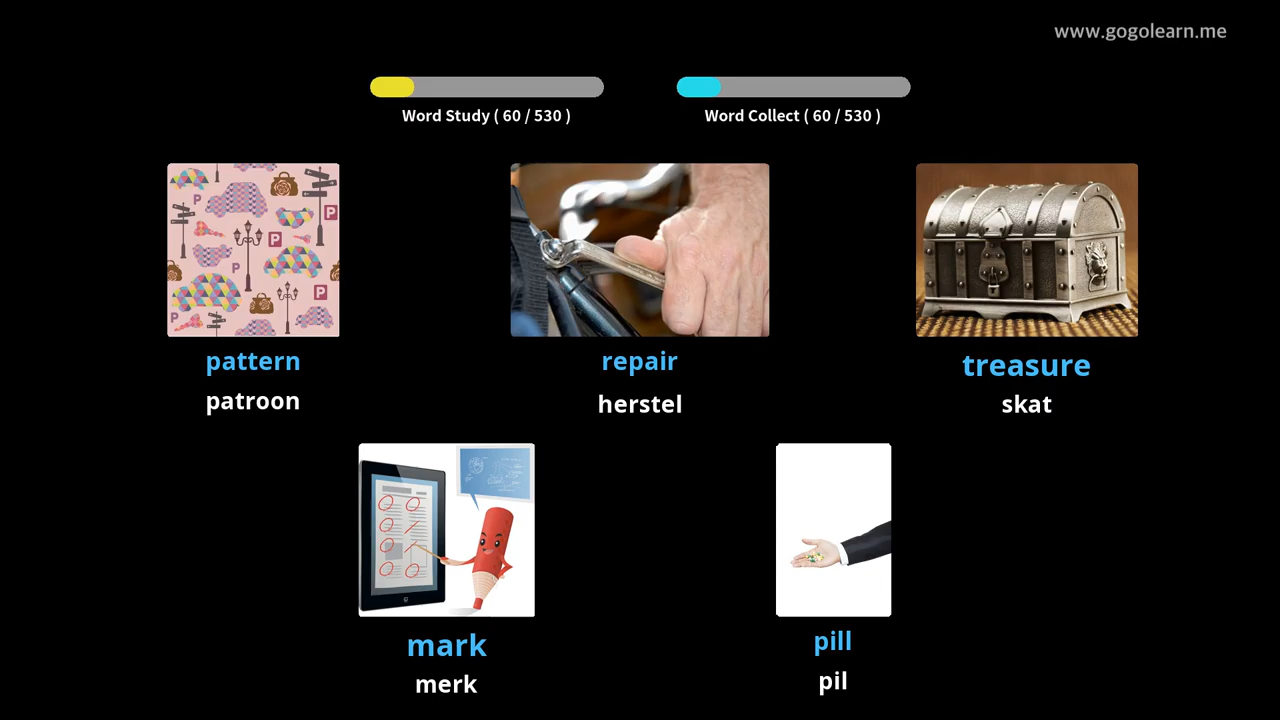 www.gogolearn.me
Word Study ( 60 / 530 )
Word Collect ( 60 / 530 )
P
P
P
P
P
P
pattern
patroon
repair
herstel
treasure
skat
mark
merk
pill
pil